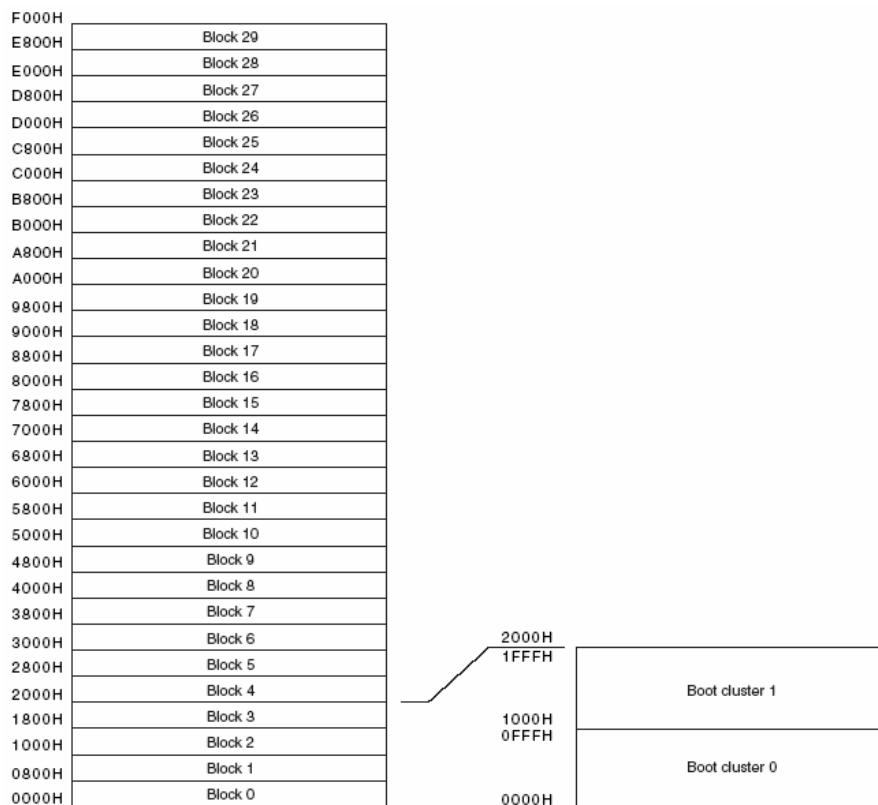 F000H
E800H Block 29
E000H Block 28
D800H Block 27
D000H Block 26
C800H Block 25
C000H Block 24
B800H Block 23
B000H Block 22
A800H Block 21
A000H Block 20
9800H Block 19
9000H Block 18
8800H Block 17
8000H Block 16
7800H Block 15
7000H Block 14
6800H Block 13
6000H Block 12
5800H Block 11
5000H Block 10
4800H Block 9
4000H Block 8
3800H Block 7
3000H Block 6
2800H Block 5
2000H Block 4
1800H Block 3
1000H Block 2
0800H Block 1
0000H Block 0
2000H
1FFFH
Boot cluster 1
1000H
0FFFH
Boot cluster 0
0000H